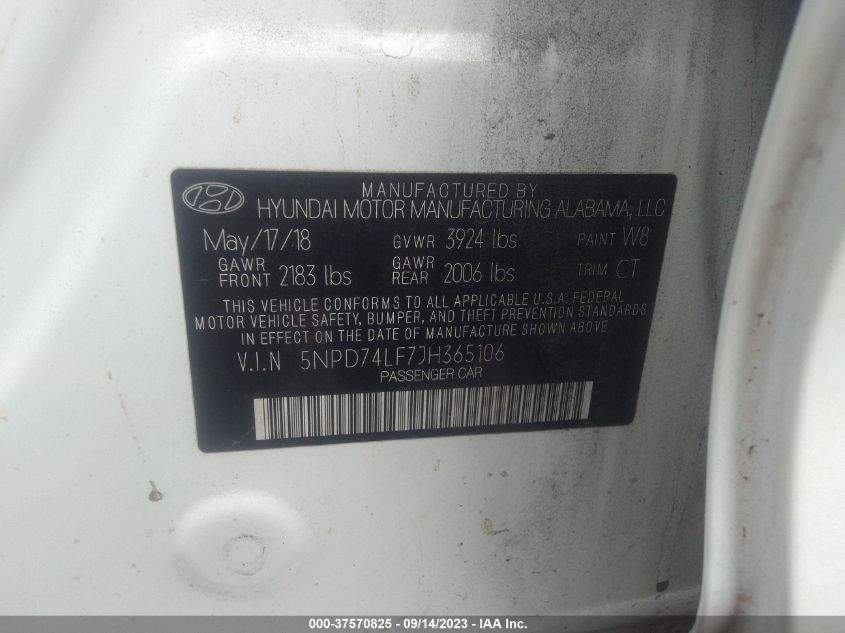 MANUFACTURED BY
HYUNDAI MOTOR MANUFACTURING ALABAMA, LLC
May/17/18 GVWR 3924 lbs PAINT W8
GAWR FRONT 2183 lbs GAWR REAR 2006 lbs TRIM CT
THIS VEHICLE CONFORMS TO ALL APPLICABLE U.S.A. FEDERAL
MOTOR VEHICLE SAFETY, BUMPER, AND THEFT PREVENTION STANDARDS
IN EFFECT ON THE DATE OF MANUFACTURE SHOWN ABOVE
V.I.N 5NPD74LF7JH365106
PASSENGER CAR
000-37570825 - 09/14/2023 - IAA Inc.